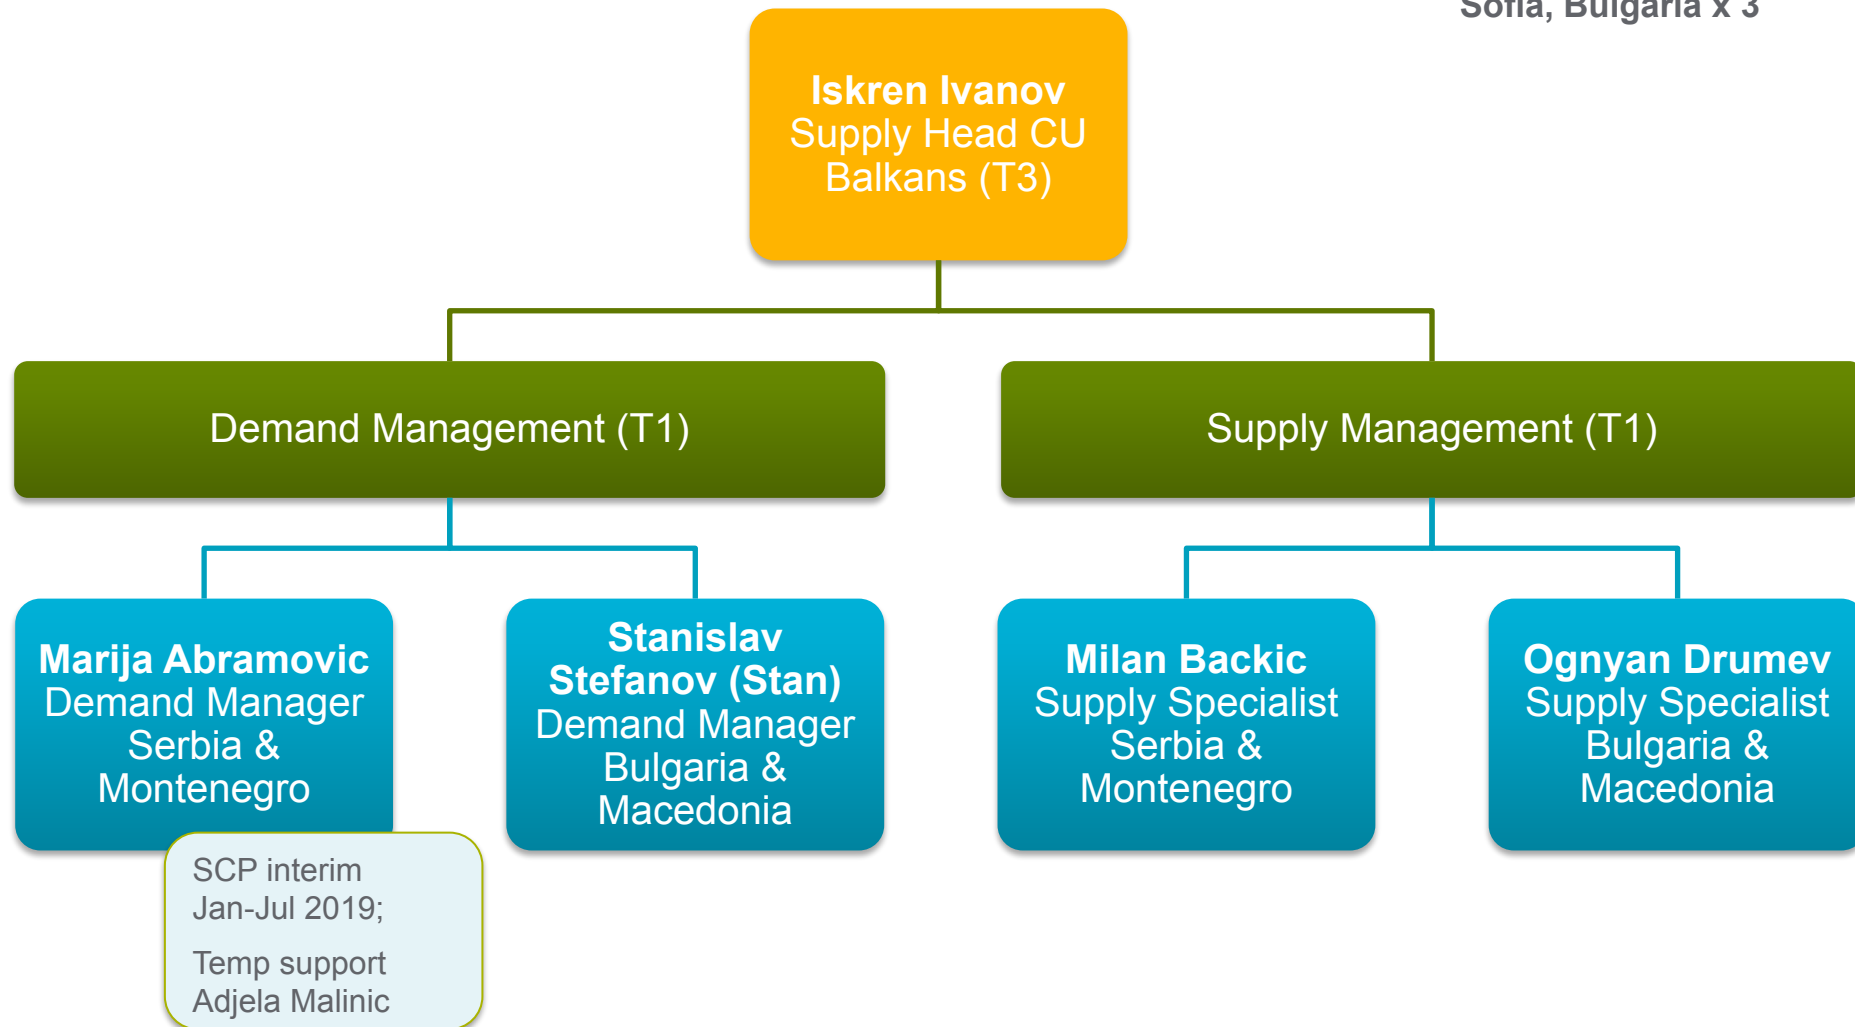 Sofia, Bulgaria x 3
Iskren Ivanov
Supply Head CU
Balkans (T3)
Demand Management (T1)
Supply Management (T1)
Marija Abramovic
Demand Manager
Serbia &
Montenegro
Stanislav
Stefanov (Stan)
Demand Manager
Bulgaria &
Macedonia
Milan Backic
Supply Specialist
Serbia &
Montenegro
Ognyan Drumev
Supply Specialist
Bulgaria &
Macedonia
SCP interim
Jan-Jul 2019;
Temp support
Adjela Malinic